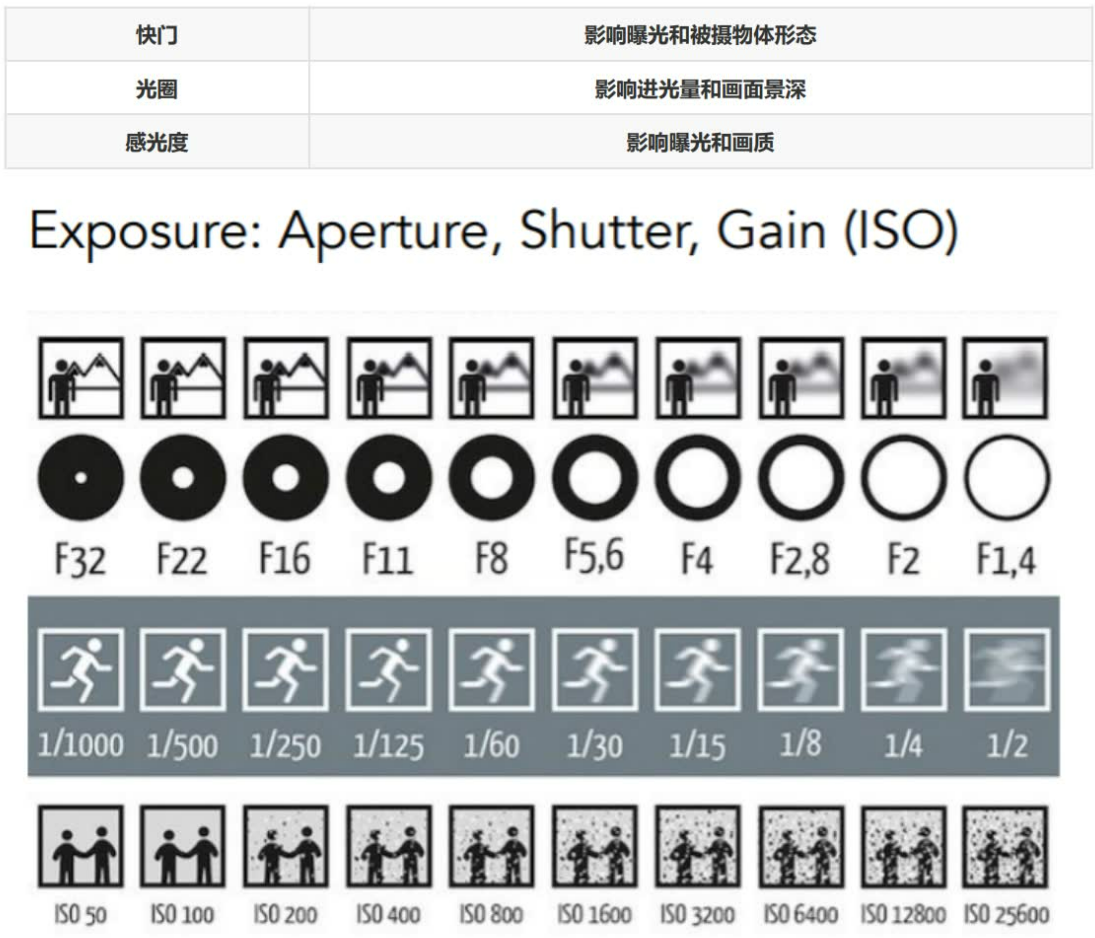 快门 影响曝光和被摄物体形态
光圈 影响进光量和画面景深
感光度 影响曝光和画质
Exposure: Aperture, Shutter, Gain (ISO)
F32 F22 F16 F11 F8 F5,6 F4 F2,8 F2 F1,4
1/1000 1/500 1/250 1/125 1/60 1/30 1/15 1/8 1/4 1/2
ISO 50 ISO 100 ISO 200 ISO 400 ISO 800 ISO 1600 ISO 3200 ISO 6400 ISO 12800 ISO 25600